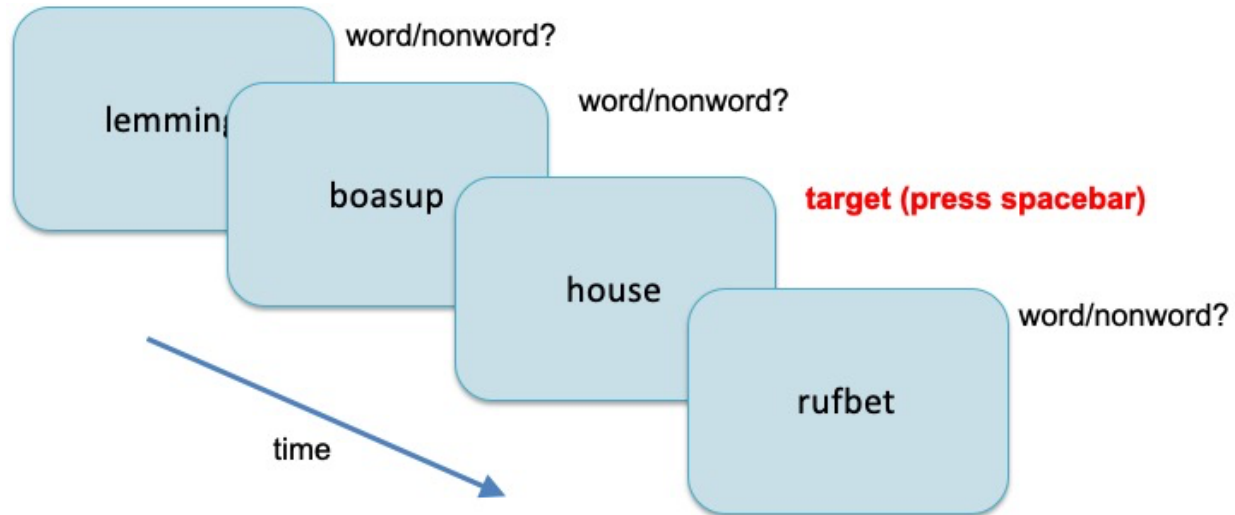 word/nonword?
lemming
word/nonword?
boasup
target (press spacebar)
house
word/nonword?
rufbet
time